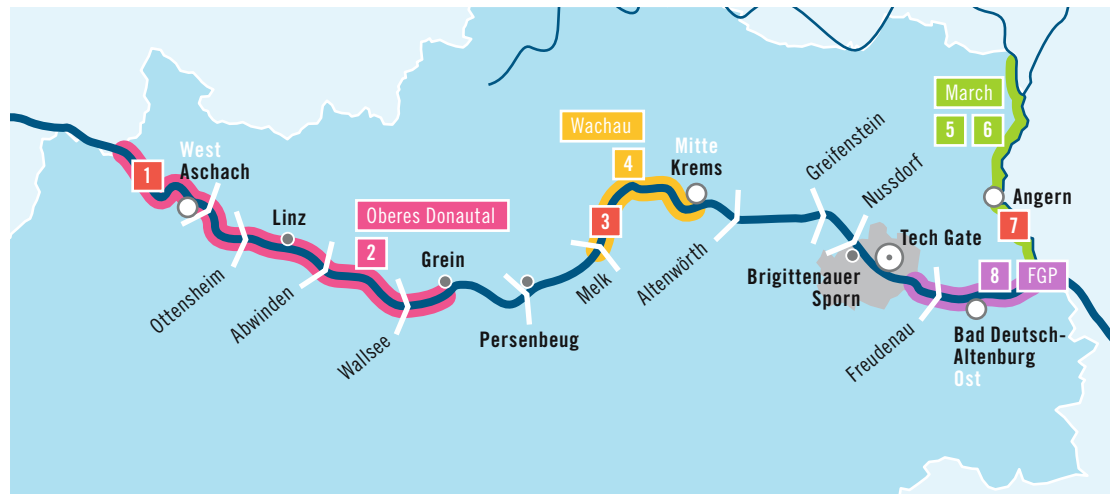 West
Aschach
1
Ottensheim
Linz
Abwinden
Oberes Donautal
2
Wallsee
Grein
Persenbeug
Wachau
4
3
Melk
Mitte
Krems
Altenwörth
Greifenstein
Nussdorf
Tech Gate
Brigittenauer
Sporn
Freudenau
March
5
6
Angern
7
8
FGP
Bad Deutsch-
Altenburg
Ost